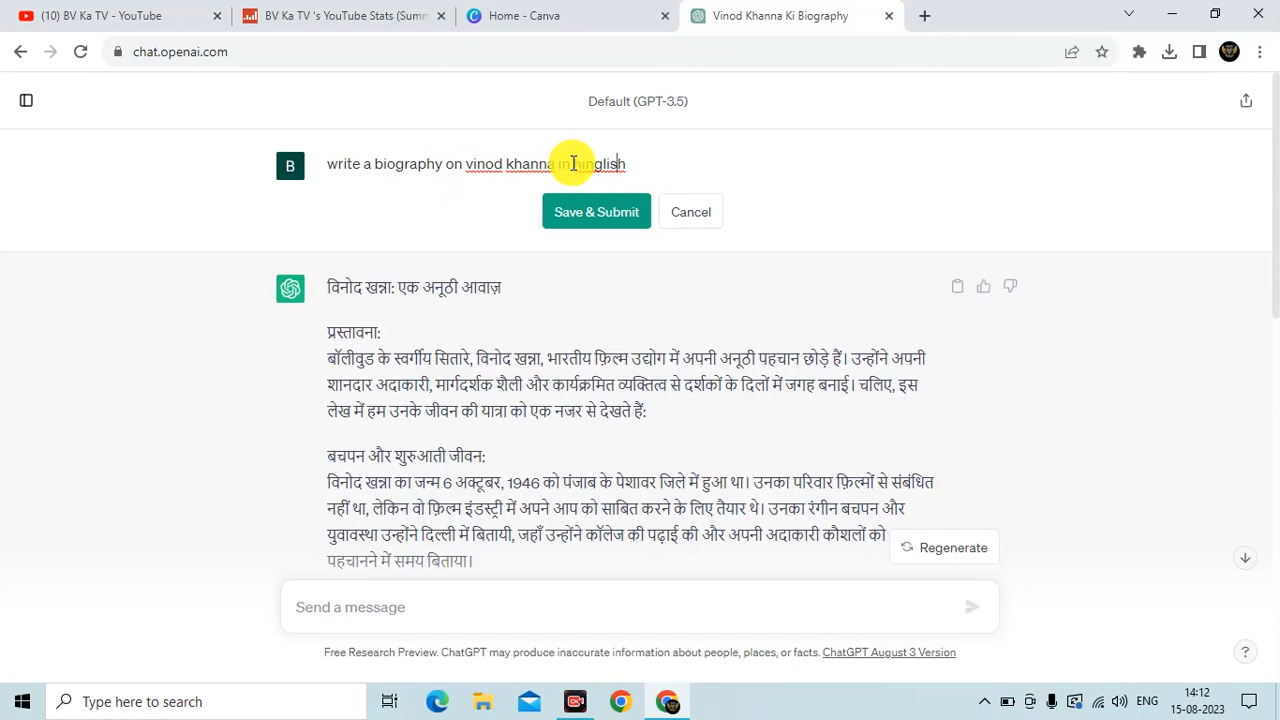 (10) BV Ka TV - YouTube
BV Ka TV 's YouTube Stats (Summ
Home - Canva
Vinod Khanna Ki Biography
chat.openai.com
Default (GPT-3.5)
B
write a biography on vinod khanna in hinglish
Save & Submit
Cancel
विनोद खन्ना: एक अनूठी आवाज़
प्रस्तावना:
बॉलीवुड के स्वर्गीय सितारे, विनोद खन्ना, भारतीय फ़िल्म उद्योग में अपनी अनूठी पहचान छोड़े हैं। उन्होंने अपनी
शानदार अदाकारी, मार्गदर्शक शैली और कार्यक्रमित व्यक्तित्व से दर्शकों के दिलों में जगह बनाई। चलिए, इस
लेख में हम उनके जीवन की यात्रा को एक नजर से देखते हैं:
बचपन और शुरुआती जीवन:
विनोद खन्ना का जन्म 6 अक्टूबर, 1946 को पंजाब के पेशावर जिले में हुआ था। उनका परिवार फ़िल्मों से संबंधित
नहीं था, लेकिन वो फ़िल्म इंडस्ट्री में अपने आप को साबित करने के लिए तैयार थे। उनका रंगीन बचपन और
युवावस्था उन्होंने दिल्ली में बितायी, जहाँ उन्होंने कॉलेज की पढ़ाई की और अपनी अदाकारी कौशलों को
पहचानने में समय बिताया।
Regenerate
Send a message
Free Research Preview. ChatGPT may produce inaccurate information about people, places, or facts. ChatGPT August 3 Version
?
Type here to search
ENG
14:12
15-08-2023